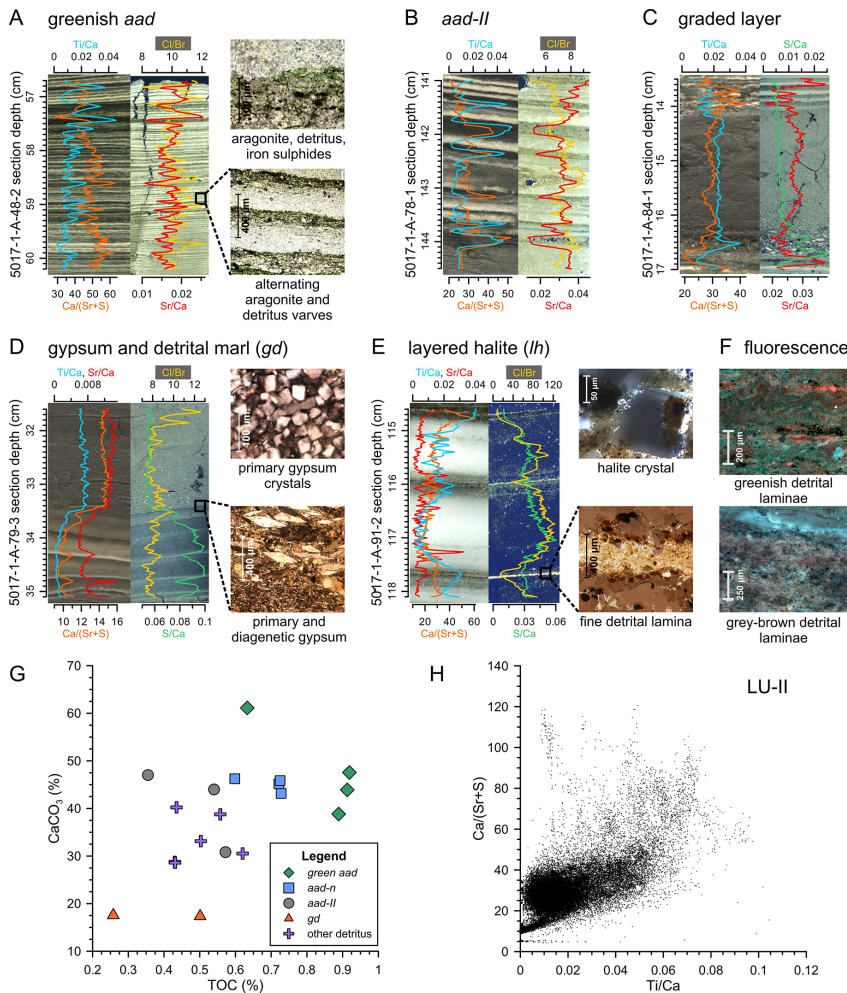 A greenish aad
Ti/Ca
Cl/Br
0 0.02 0.04
8 10 12
5017-1-A-48-2 section depth (cm)
57
58
59
60
30 40 50 60
0.01 0.02
Ca/(Sr+S)
Sr/Ca
aragonite, detritus,
iron sulphides
400 µm
alternating
aragonite and
detritus varves
B aad-II
Ti/Ca
Cl/Br
0 0.02 0.04
6 8
5017-1-A-78-1 section depth (cm)
141
142
143
144
20 30 40 50
0.02 0.04
Ca/(Sr+S)
Sr/Ca
C graded layer
Ti/Ca
S/Ca
0 0.02 0.04
0 0.01 0.02
5017-1-A-84-1 section depth (cm)
14
15
16
17
20 30 40
0.02 0.03
Ca/(Sr+S)
Sr/Ca
D gypsum and detrital marl (gd)
Ti/Ca, Sr/Ca
Cl/Br
0 0.008
8 10 12
5017-1-A-79-3 section depth (cm)
32
33
34
35
10 12 14 16
0.06 0.08 0.1
Ca/(Sr+S)
S/Ca
100 µm
primary gypsum
crystals
400 µm
primary and
diagenetic gypsum
E layered halite (lh)
Ti/Ca, Sr/Ca
Cl/Br
0 0.01 0.02 0.03 0.04
0 40 80 120
5017-1-A-91-2 section depth (cm)
115
116
117
118
10 20 30 40 50
0 0.03 0.06
Ca/(Sr+S)
S/Ca
50 µm
halite crystal
400 µm
fine detrital lamina
F fluorescence
200 µm
greenish detrital
laminae
250 µm
grey-brown detrital
laminae
G
70
60
50
40
30
20
10
CaCO3 (%)
0.2 0.3 0.4 0.5 0.6 0.7 0.8 0.9 1
TOC (%)
Legend
green aad
aad-n
aad-II
gd
other detritus
H
LU-II
140
120
100
80
60
40
20
0
Ca/(Sr+S)
0 0.02 0.04 0.06 0.08 0.1 0.12
Ti/Ca